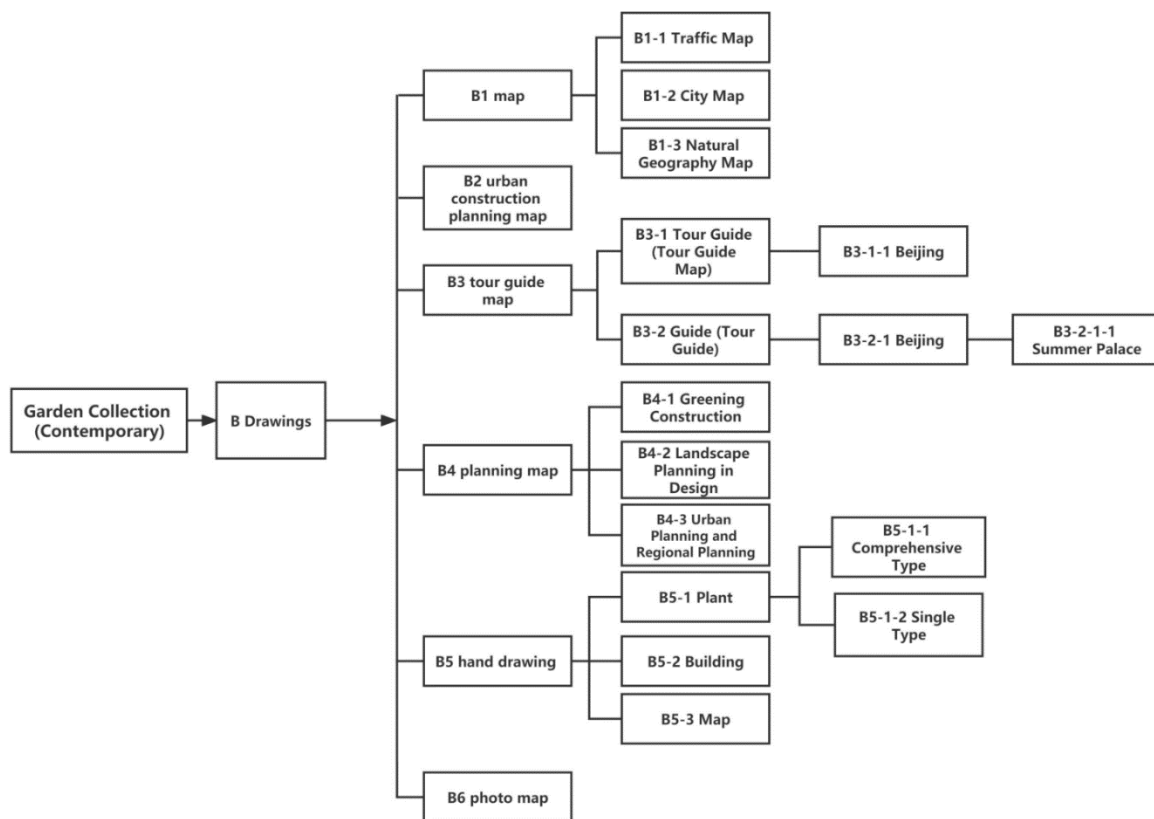 Garden Collection
(Contemporary)
B Drawings
B1 map
B1-1 Traffic Map
B1-2 City Map
B1-3 Natural
Geography Map
B2 urban
construction
planning map
B3 tour guide
map
B3-1 Tour Guide
(Tour Guide
Map)
B3-1-1 Beijing
B3-2 Guide (Tour
Guide)
B3-2-1 Beijing
B3-2-1-1
Summer Palace
B4 planning map
B4-1 Greening
Construction
B4-2 Landscape
Planning in
Design
B4-3 Urban
Planning and
Regional Planning
B5 hand drawing
B5-1 Plant
B5-1-1
Comprehensive
Type
B5-1-2 Single
Type
B5-2 Building
B5-3 Map
B6 photo map